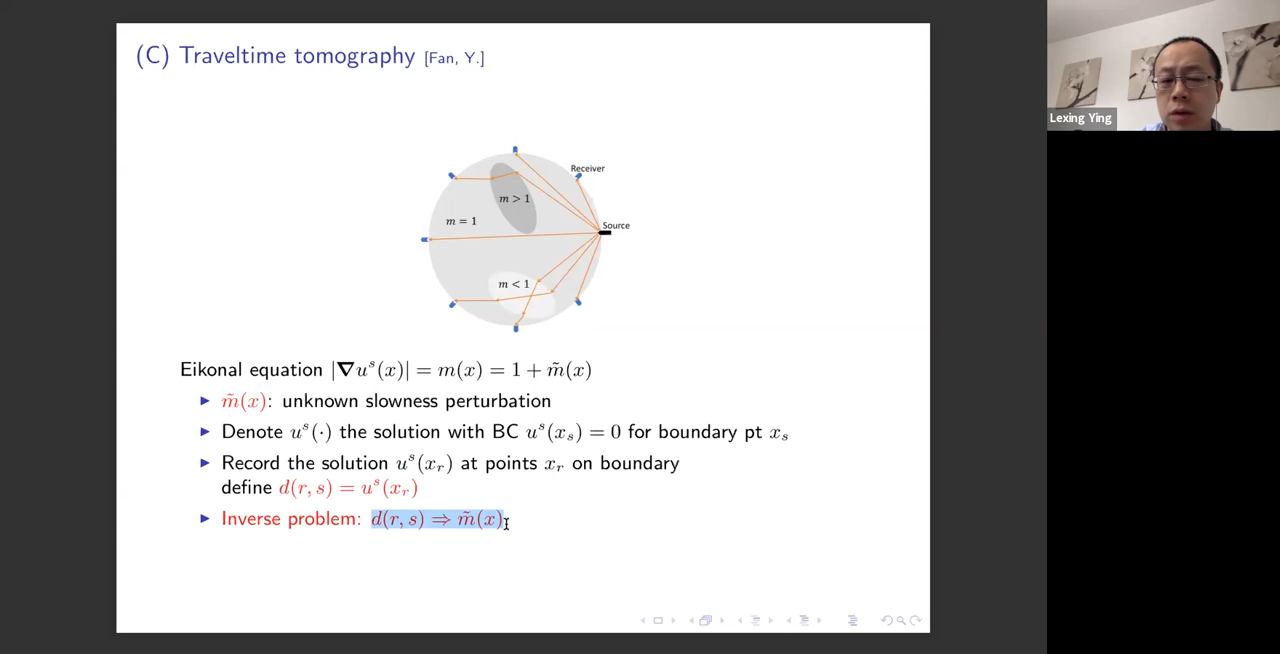 (C) Traveltime tomography [Fan, Y.]
Lexing Ying
Receiver
m > 1
m = 1
Source
m < 1
Eikonal equation |∇u^s(x)| = m(x) = 1 + m̃(x)
▶ m̃(x): unknown slowness perturbation
▶ Denote u^s(·) the solution with BC u^s(x_s) = 0 for boundary pt x_s
▶ Record the solution u^s(x_r) at points x_r on boundary
define d(r, s) = u^s(x_r)
▶ Inverse problem: d(r, s) ⇒ m̃(x)